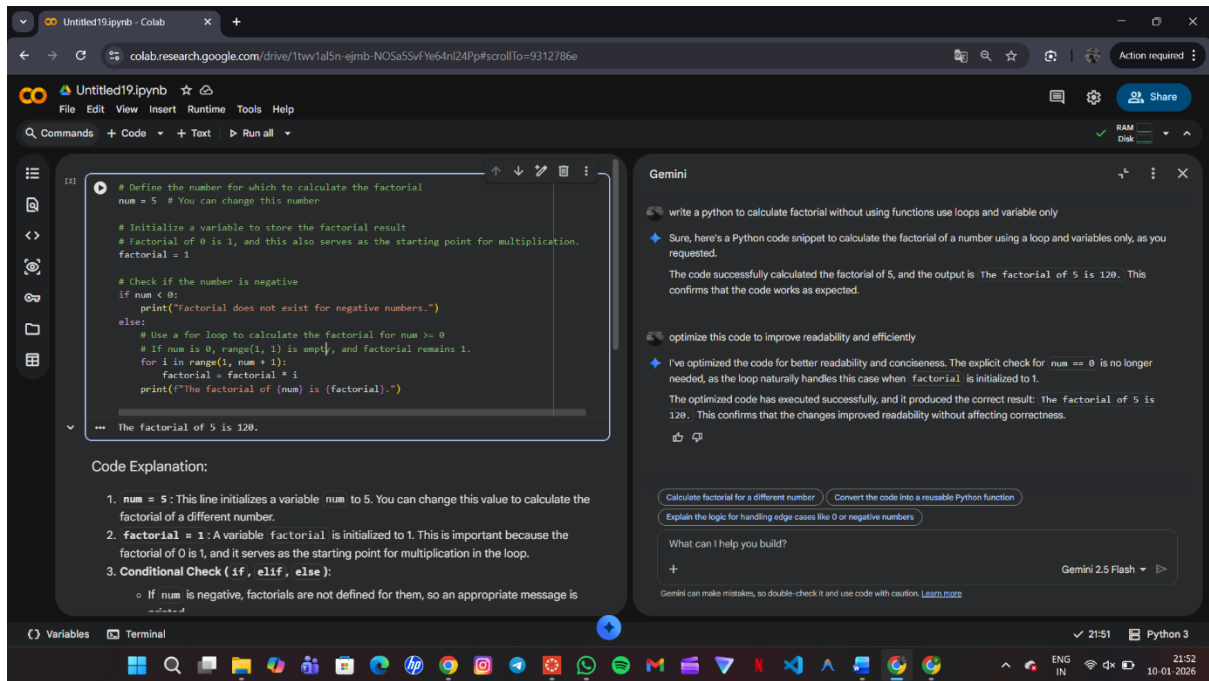 Untitled19.ipynb - Colab
colab.research.google.com/drive/1twv1al5n-ejmb-NOSa5SvFYe64nl24Pp#scrollTo=9312786e
Action required
Untitled19.ipynb
File Edit View Insert Runtime Tools Help
Share
Commands + Code + Text Run all
RAM
Disk
[2]
# Define the number for which to calculate the factorial
num = 5 # You can change this number
# Initialize a variable to store the factorial result
# Factorial of 0 is 1, and this also serves as the starting point for multiplication.
factorial = 1
# Check if the number is negative
if num < 0:
print("Factorial does not exist for negative numbers.")
else:
# Use a for loop to calculate the factorial for num >= 0
# If num is 0, range(1, 1) is empty, and factorial remains 1.
for i in range(1, num + 1):
factorial = factorial * i
print(f"The factorial of {num} is {factorial}.")
The factorial of 5 is 120.
Code Explanation:
1. num = 5 : This line initializes a variable num to 5. You can change this value to calculate the
factorial of a different number.
2. factorial = 1 : A variable factorial is initialized to 1. This is important because the
factorial of 0 is 1, and it serves as the starting point for multiplication in the loop.
3. Conditional Check ( if , elif , else ):
If num is negative, factorials are not defined for them, so an appropriate message is
Gemini
write a python to calculate factorial without using functions use loops and variable only
Sure, here's a Python code snippet to calculate the factorial of a number using a loop and variables only, as you
requested.
The code successfully calculated the factorial of 5, and the output is The factorial of 5 is 120. This
confirms that the code works as expected.
optimize this code to improve readability and efficiently
I've optimized the code for better readability and conciseness. The explicit check for num == 0 is no longer
needed, as the loop naturally handles this case when factorial is initialized to 1.
The optimized code has executed successfully, and it produced the correct result: The factorial of 5 is
120. This confirms that the changes improved readability without affecting correctness.
Calculate factorial for a different number
Convert the code into a reusable Python function
Explain the logic for handling edge cases like 0 or negative numbers
What can I help you build?
Gemini 2.5 Flash
Gemini can make mistakes, so double-check it and use code with caution. Learn more
Variables Terminal
21:51 Python 3
ENG
IN
21:52
10-01-2026